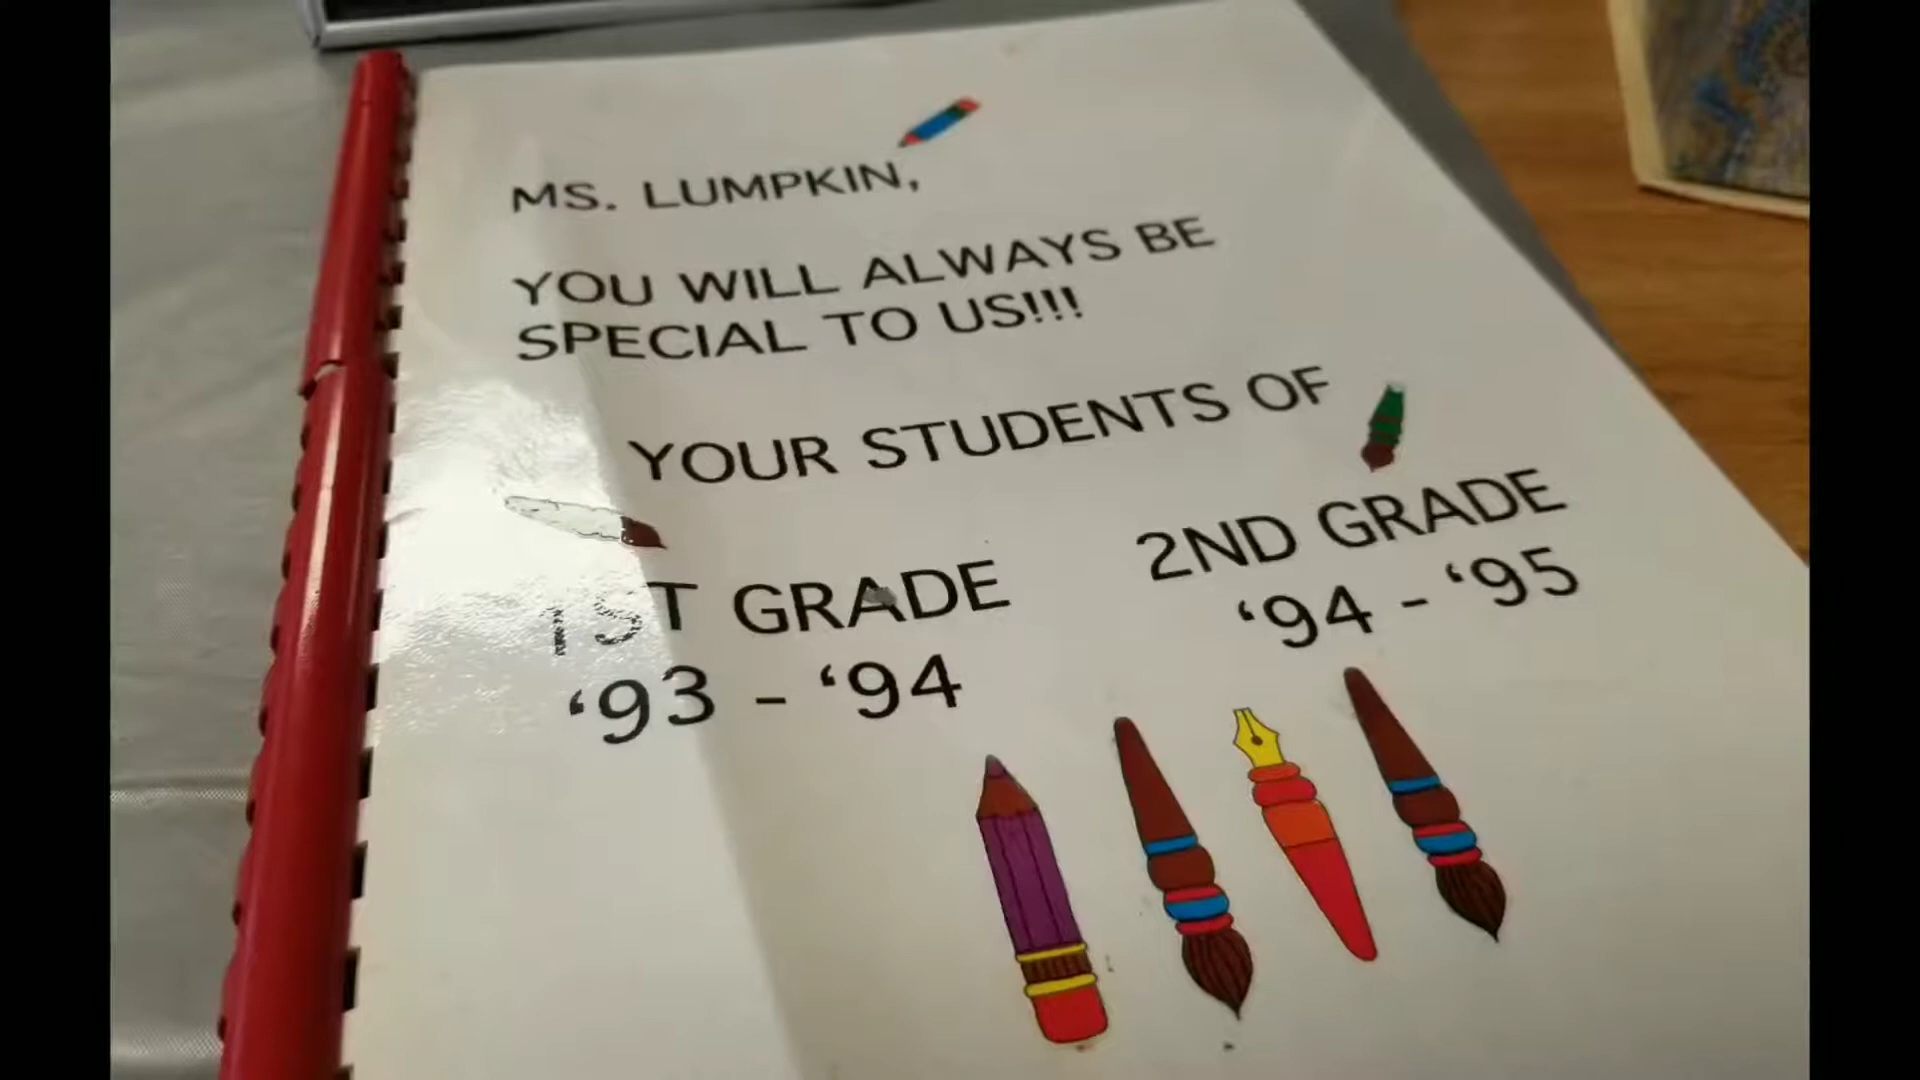 MS. LUMPKIN,
YOU WILL ALWAYS BE
SPECIAL TO US!!!
YOUR STUDENTS OF
1ST GRADE
‘93 - ‘94
2ND GRADE
‘94 - ‘95